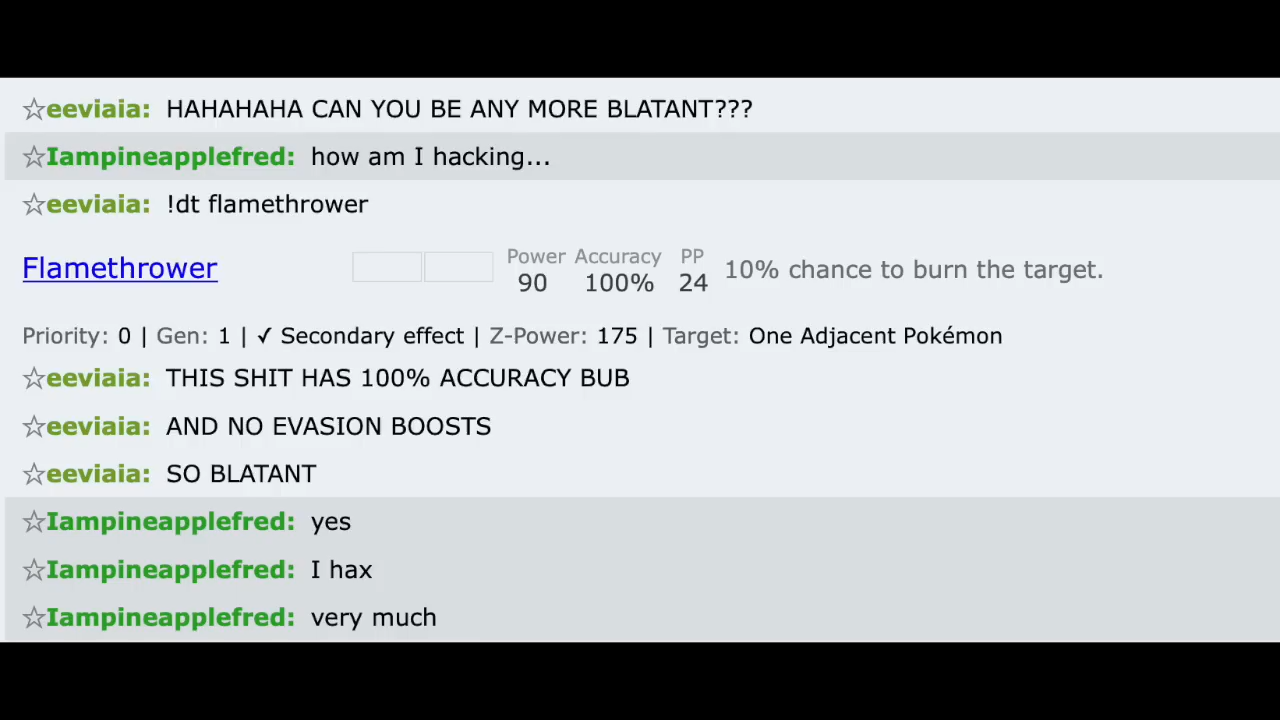 ☆eeviaia: HAHAHAHA CAN YOU BE ANY MORE BLATANT???
☆Iampineapplefred: how am I hacking...
☆eeviaia: !dt flamethrower
Flamethrower Power 90 Accuracy 100% PP 24 10% chance to burn the target.
Priority: 0 | Gen: 1 | ✓ Secondary effect | Z-Power: 175 | Target: One Adjacent Pokémon
☆eeviaia: THIS SHIT HAS 100% ACCURACY BUB
☆eeviaia: AND NO EVASION BOOSTS
☆eeviaia: SO BLATANT
☆Iampineapplefred: yes
☆Iampineapplefred: I hax
☆Iampineapplefred: very much